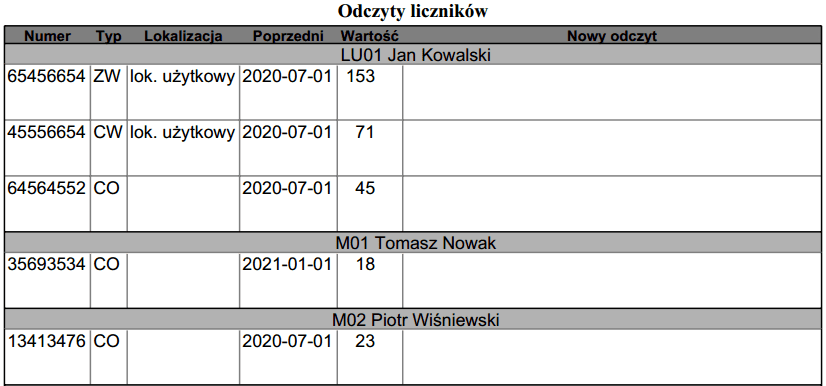 Odczyty liczników
Numer Typ Lokalizacja Poprzedni Wartość Nowy odczyt
LU01 Jan Kowalski
65456654 ZW lok. użytkowy 2020-07-01 153
45556654 CW lok. użytkowy 2020-07-01 71
64564552 CO 2020-07-01 45
M01 Tomasz Nowak
35693534 CO 2021-01-01 18
M02 Piotr Wiśniewski
13413476 CO 2020-07-01 23